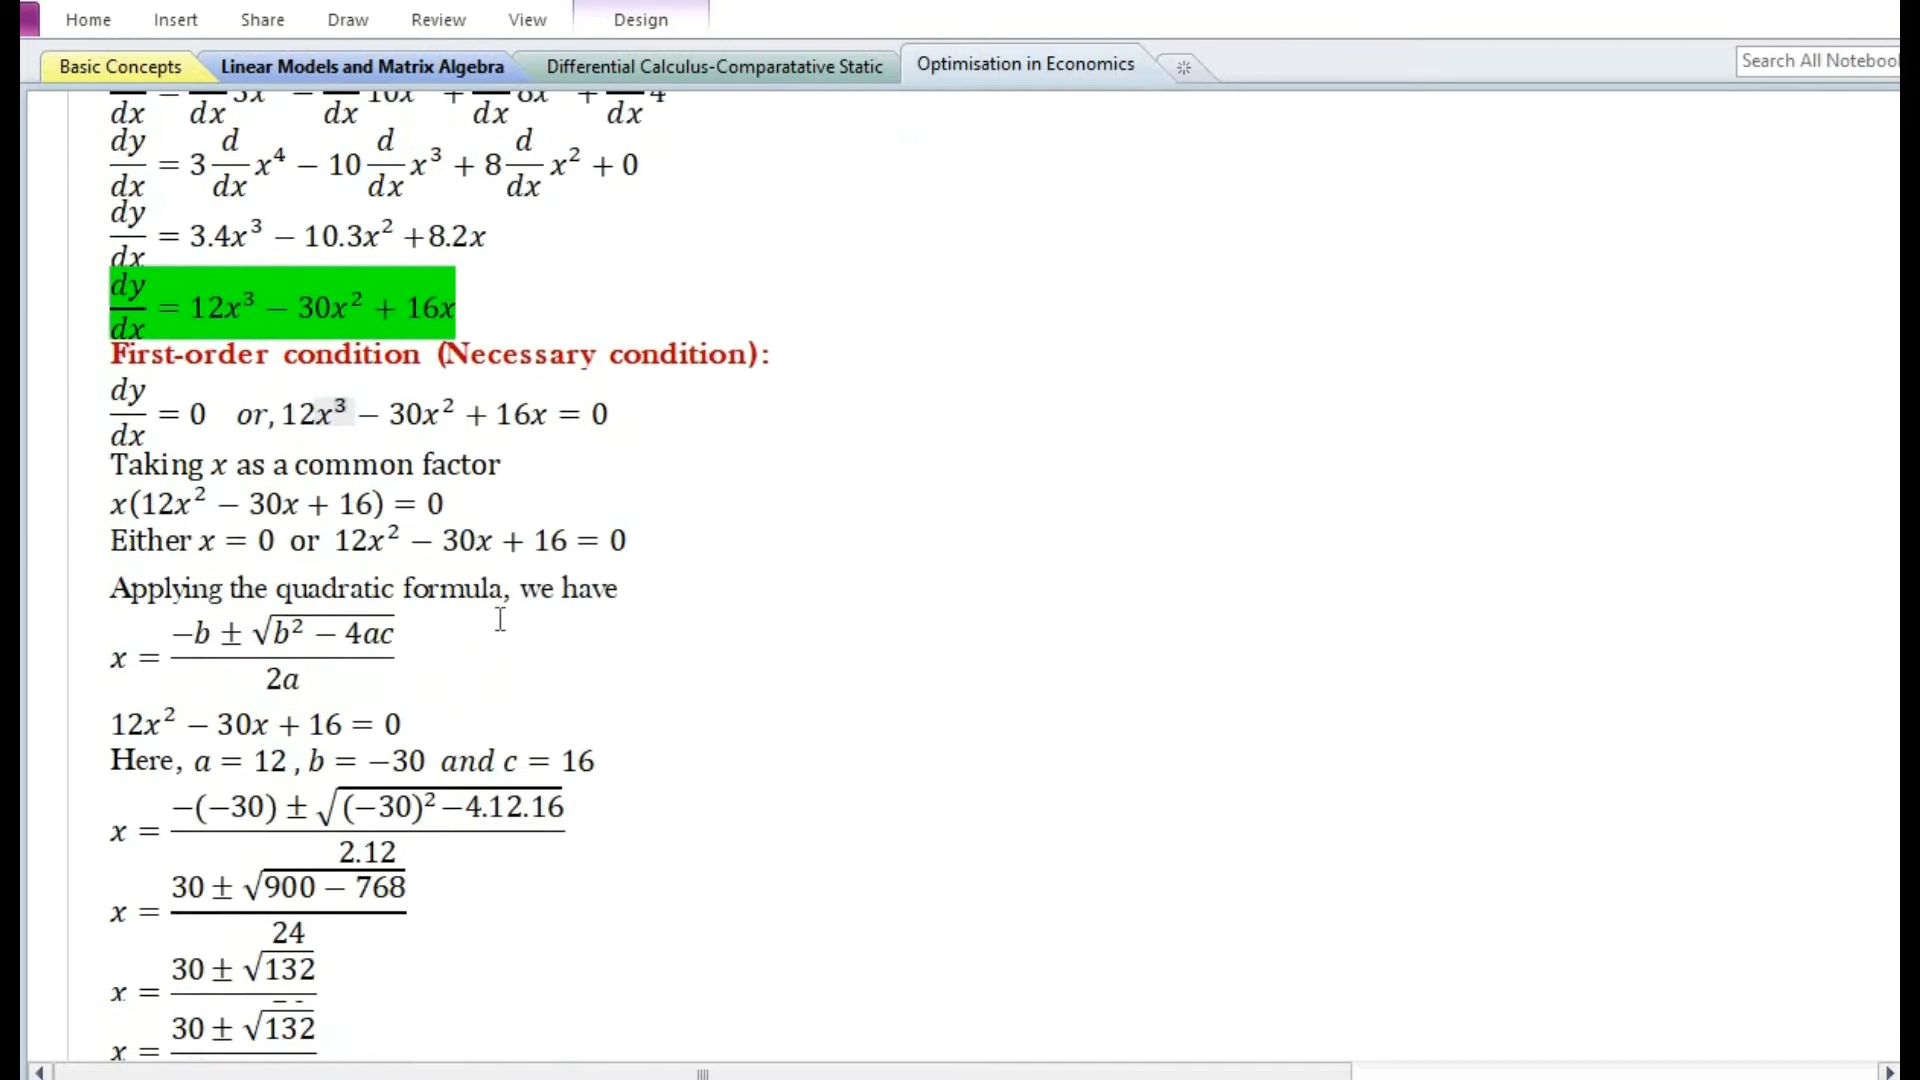 Home Insert Share Draw Review View Design
Basic Concepts Linear Models and Matrix Algebra Differential Calculus-Comparatative Static Optimisation in Economics Search All Notebool
dy/dx = 3 d/dx x⁴ − 10 d/dx x³ + 8 d/dx x² + 0
dy/dx = 3.4x³ − 10.3x² +8.2x
dy/dx = 12x³ − 30x² + 16x
First-order condition (Necessary condition):
dy/dx = 0 or, 12x³ − 30x² + 16x = 0
Taking x as a common factor
x(12x² − 30x + 16) = 0
Either x = 0 or 12x² − 30x + 16 = 0
Applying the quadratic formula, we have
x = (−b ± √(b² − 4ac)) / 2a
12x² − 30x + 16 = 0
Here, a = 12 , b = −30 and c = 16
x = (−(−30) ± √((−30)² −4.12.16)) / 2.12
x = (30 ± √(900 − 768)) / 24
x = 30 ± √132
x = 30 ± √132